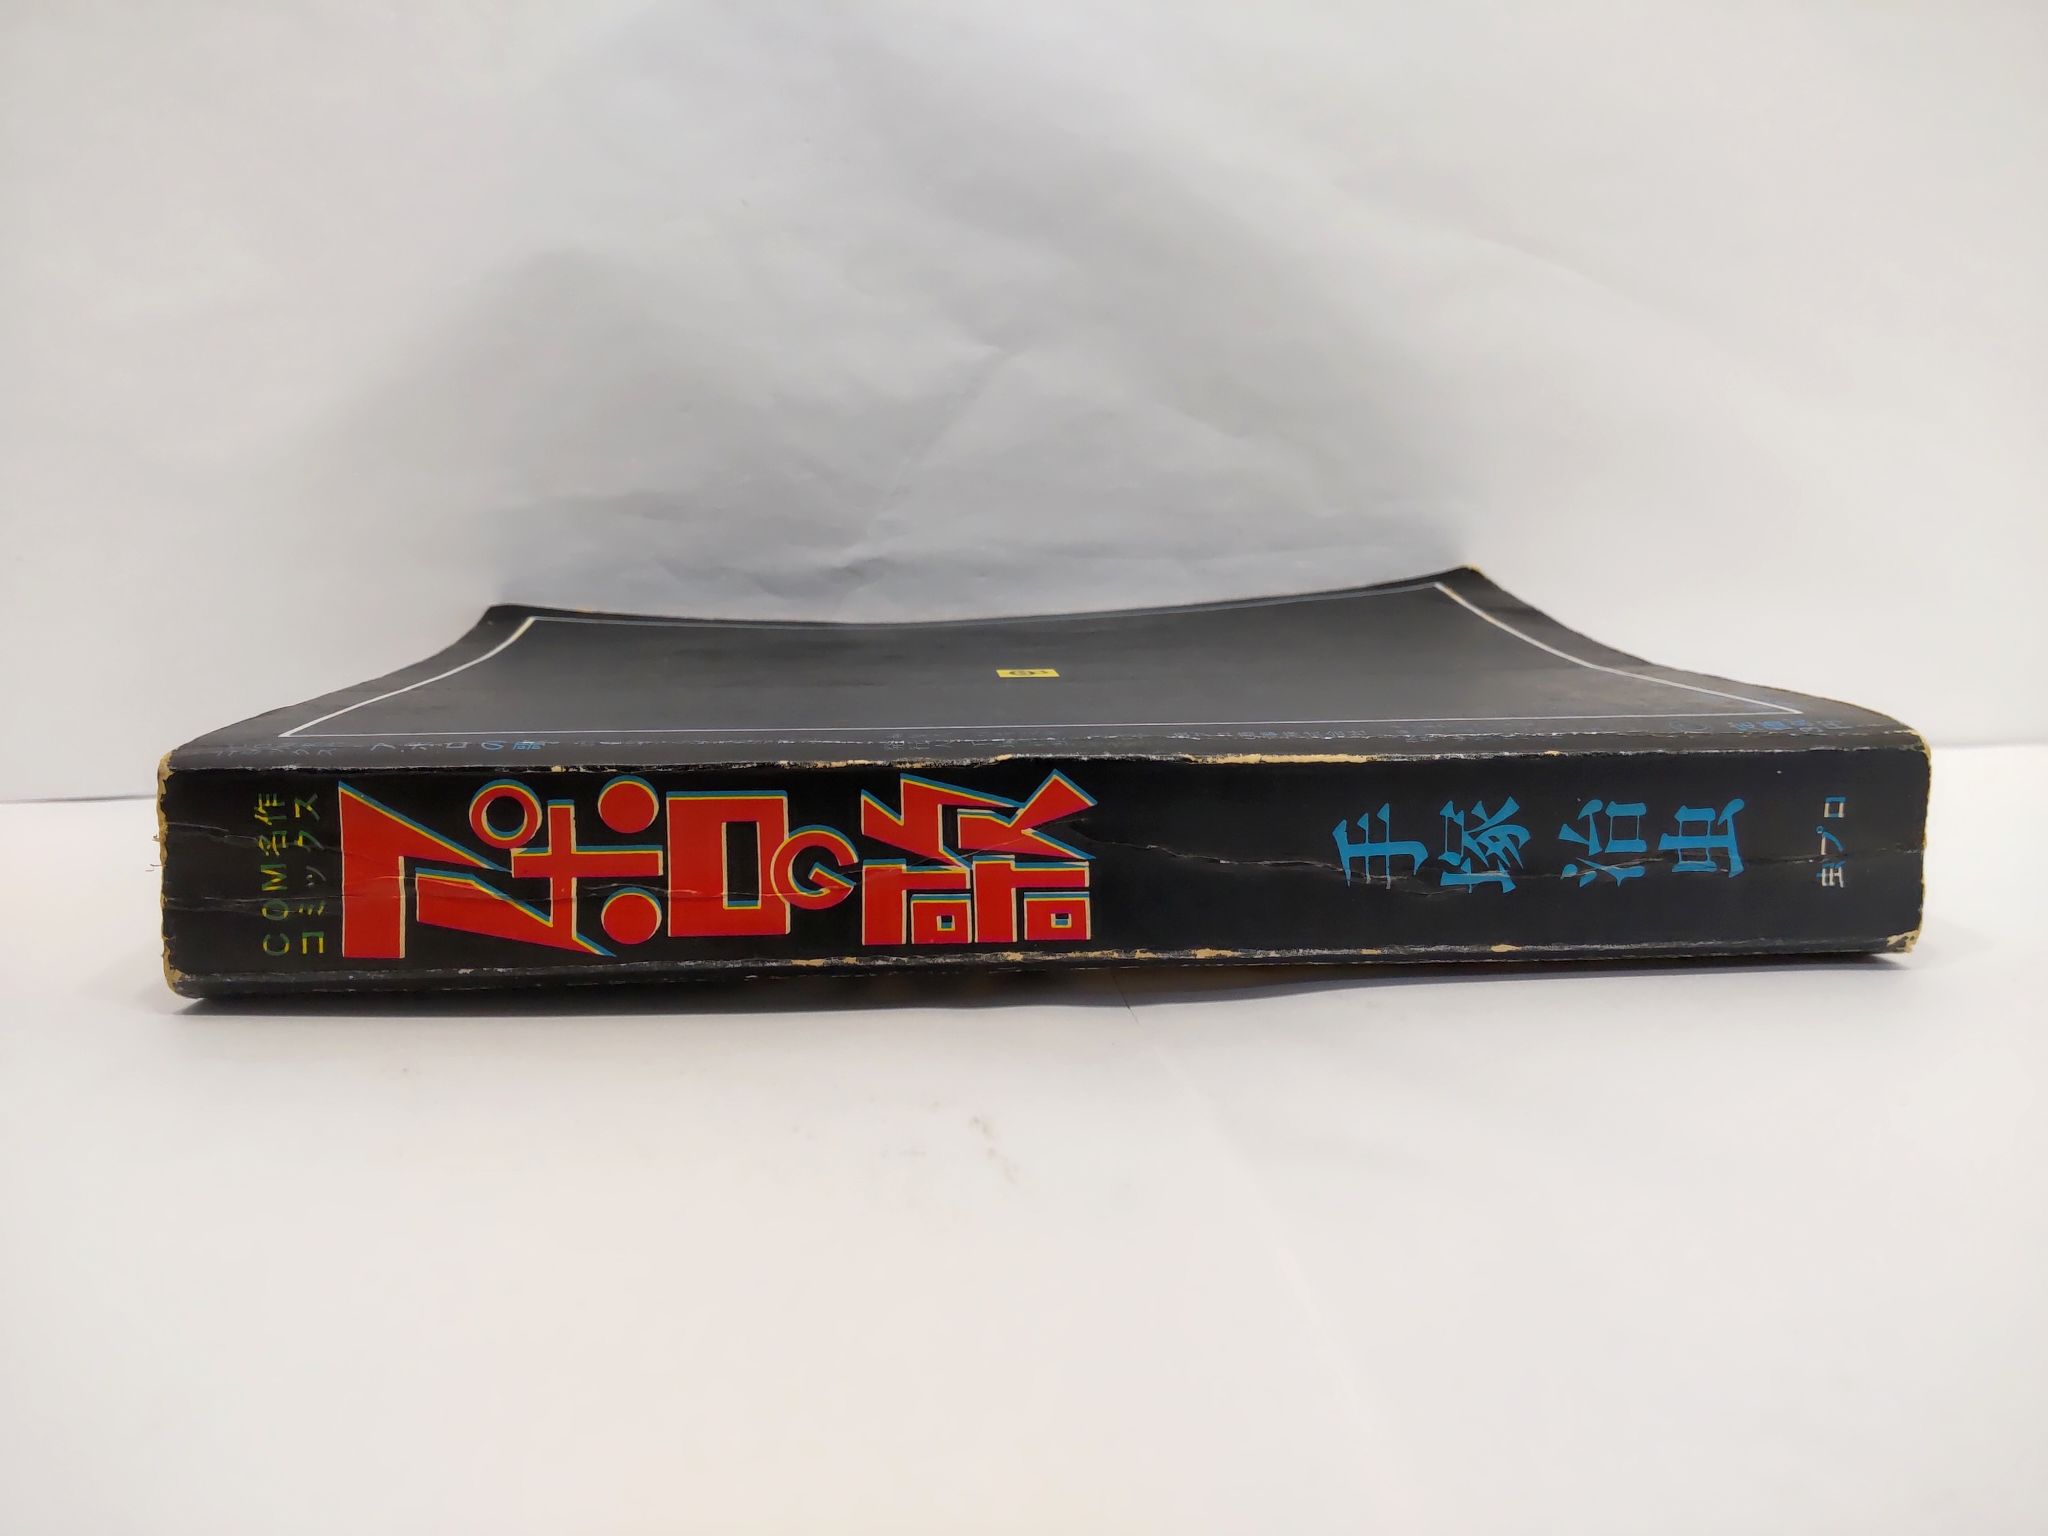 COM名作
コミックス
アポロの歌
手塚治虫
虫プロ